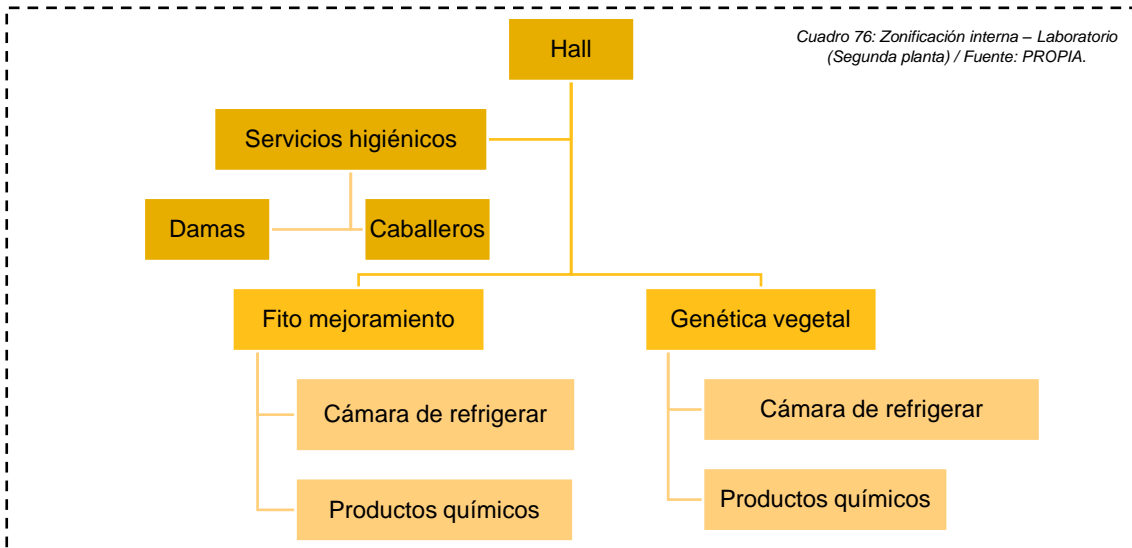 Cuadro 76: Zonificación interna – Laboratorio
(Segunda planta) / Fuente: PROPIA.
Hall
Servicios higiénicos
Damas
Caballeros
Fito mejoramiento
Genética vegetal
Cámara de refrigerar
Cámara de refrigerar
Productos químicos
Productos químicos